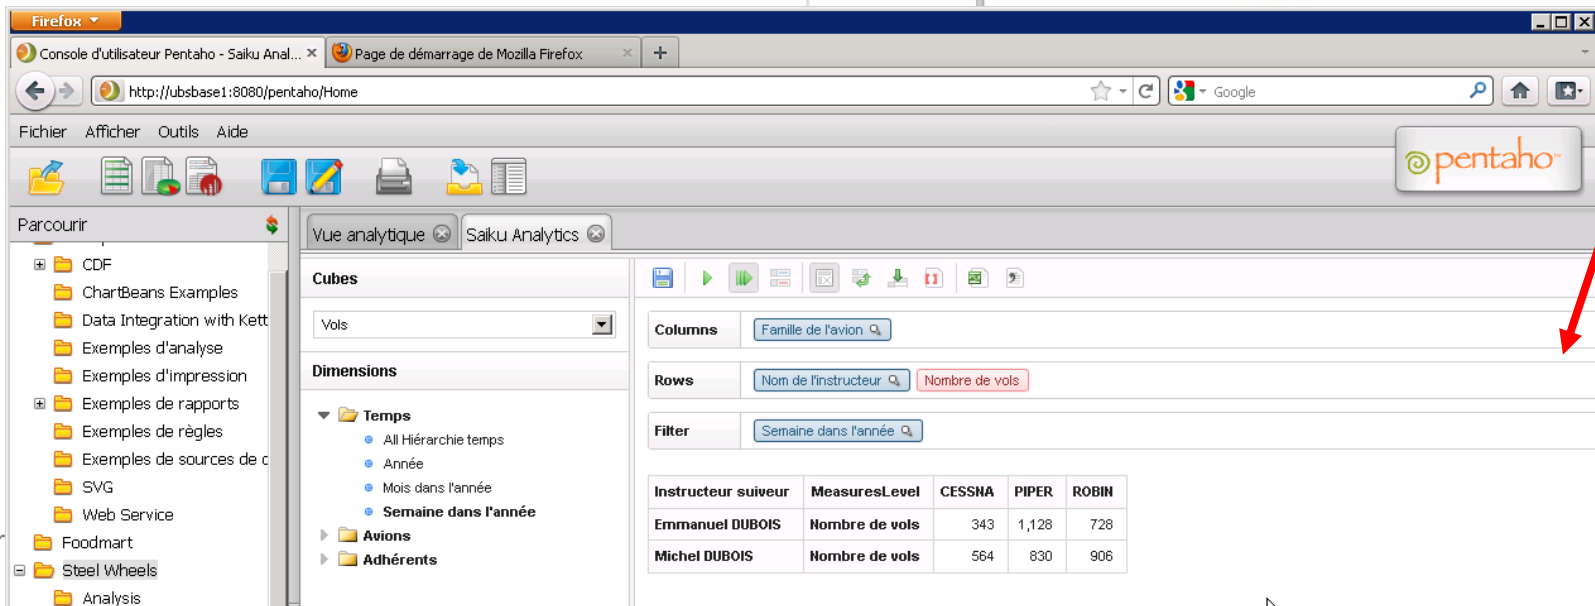 Firefox
Console d'utilisateur Pentaho - Saiku Anal...
Page de démarrage de Mozilla Firefox
http://ubsbase1:8080/pentaho/Home
Google
Fichier Afficher Outils Aide
pentaho
Parcourir
CDF
ChartBeans Examples
Data Integration with Kett
Exemples d'analyse
Exemples d'impression
Exemples de rapports
Exemples de règles
Exemples de sources de
SVG
Web Service
Foodmart
Steel Wheels
Analysis
Vue analytique
Saiku Analytics
Cubes
Vols
Dimensions
Temps
All Hiérarchie temps
Année
Mois dans l'année
Semaine dans l'année
Avions
Adhérents
Columns Famille de l'avion
Rows Nom de l'instructeur Nombre de vols
Filter Semaine dans l'année
Instructeur suiveur MeasuresLevel CESSNA PIPER ROBIN
Emmanuel DUBOIS Nombre de vols 343 1,128 728
Michel DUBOIS Nombre de vols 564 830 906